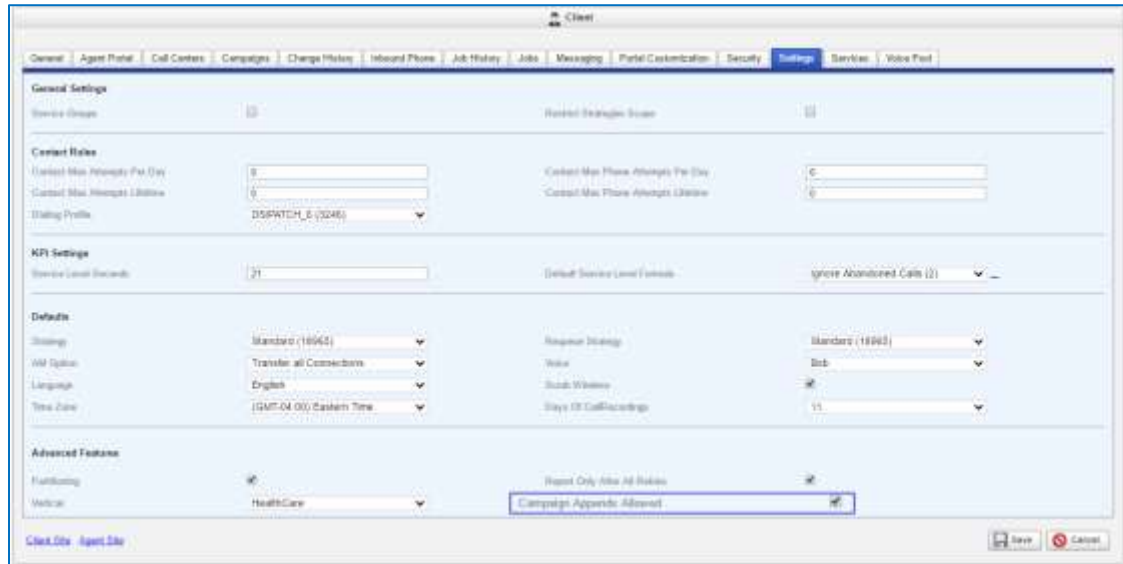 Client
General Agent Portal Call Centers Campaigns Change History Inbound Phone Job History Jobs Messaging Portal Customization Security Settings Services Voice Post
General Settings
Service Groups Restrict Strategies Scope
Contact Rules
Contact Max Attempts Per Day 0 Contact Max Phone Attempts Per Day 0
Contact Max Attempts Lifetime 0 Contact Max Phone Attempts Lifetime 0
Dialing Profile (3246)
KPI Settings
Service Level Seconds 21 Default Service Level Formula Ignore Abandoned Calls (2) ...
Defaults
Strategy Standard Response Strategy Standard
AM Option Transfer all Connections Voice Bob
Language English Scrub Wireless
Time Zone (GMT-04:00) Eastern Time Days Of CallRecordings 11
Advanced Features
Partitioning Report Only After All Retries
Vertical HealthCare Campaign Appends Allowed
Client Site Agent Site Save Cancel